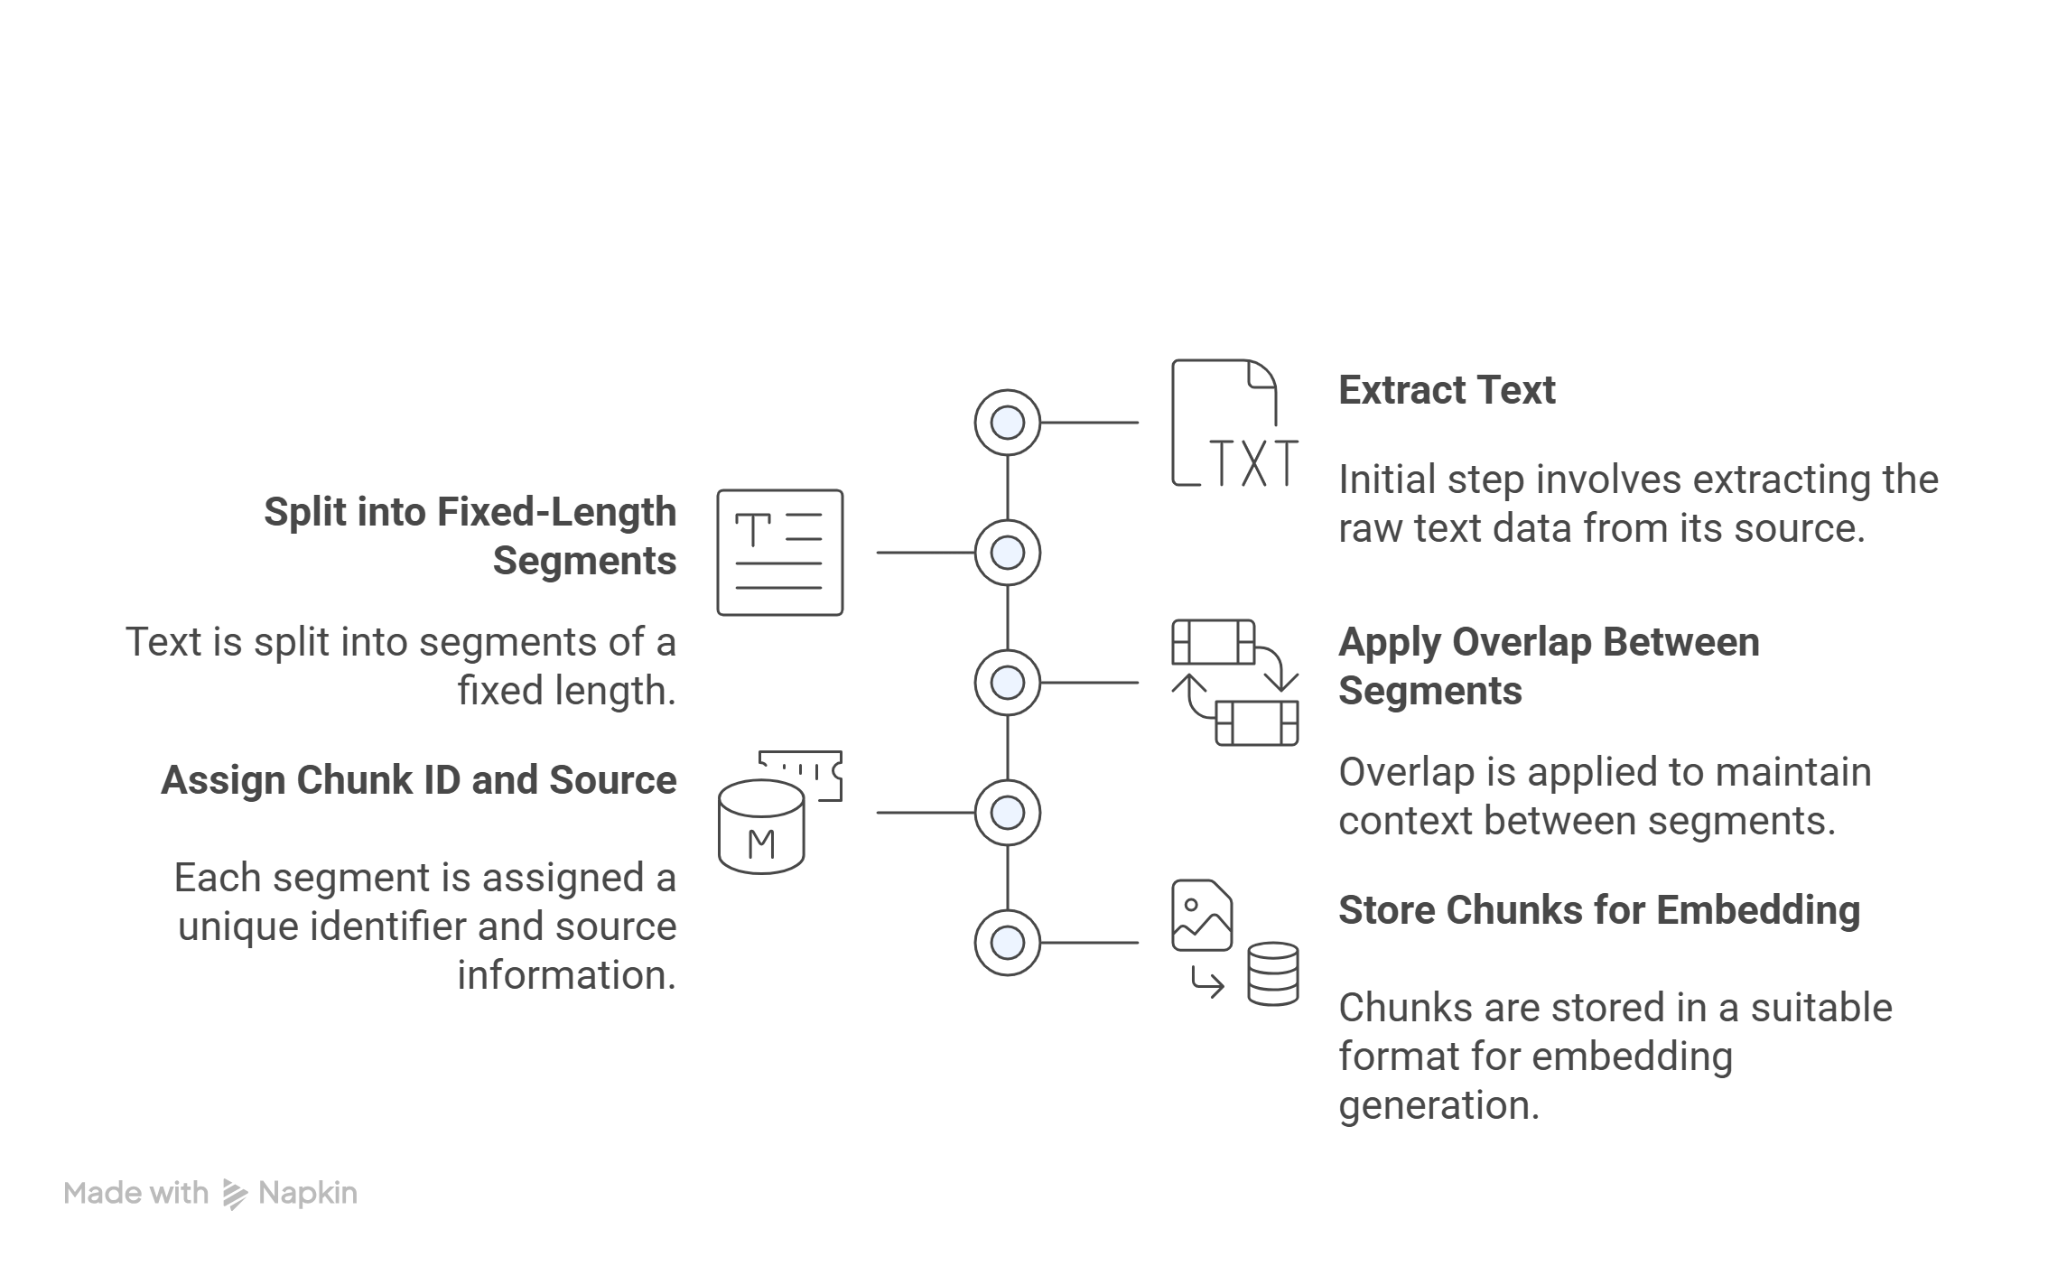 Extract Text
TXT
Initial step involves extracting the
raw text data from its source.
Split into Fixed-Length
Segments
T
Text is split into segments of a
fixed length.
Apply Overlap Between
Segments
Overlap is applied to maintain
context between segments.
Assign Chunk ID and Source
M
Each segment is assigned a
unique identifier and source
information.
Store Chunks for Embedding
Chunks are stored in a suitable
format for embedding
generation.
Made with Napkin